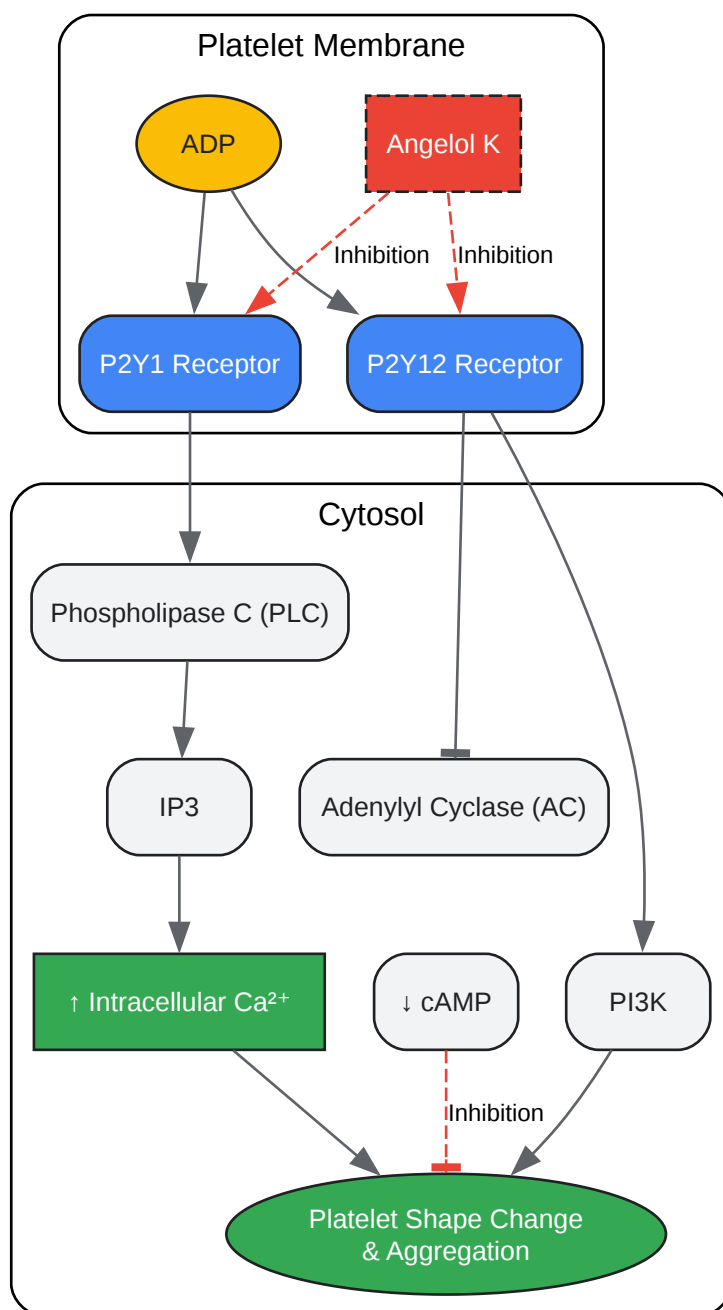 Platelet Membrane
ADP
Angelol K
Inhibition
Inhibition
P2Y1 Receptor
P2Y12 Receptor
Cytosol
Phospholipase C (PLC)
IP3
Adenylyl Cyclase (AC)
↑ Intracellular Ca²⁺
↓ cAMP
PI3K
Inhibition
Platelet Shape Change
& Aggregation